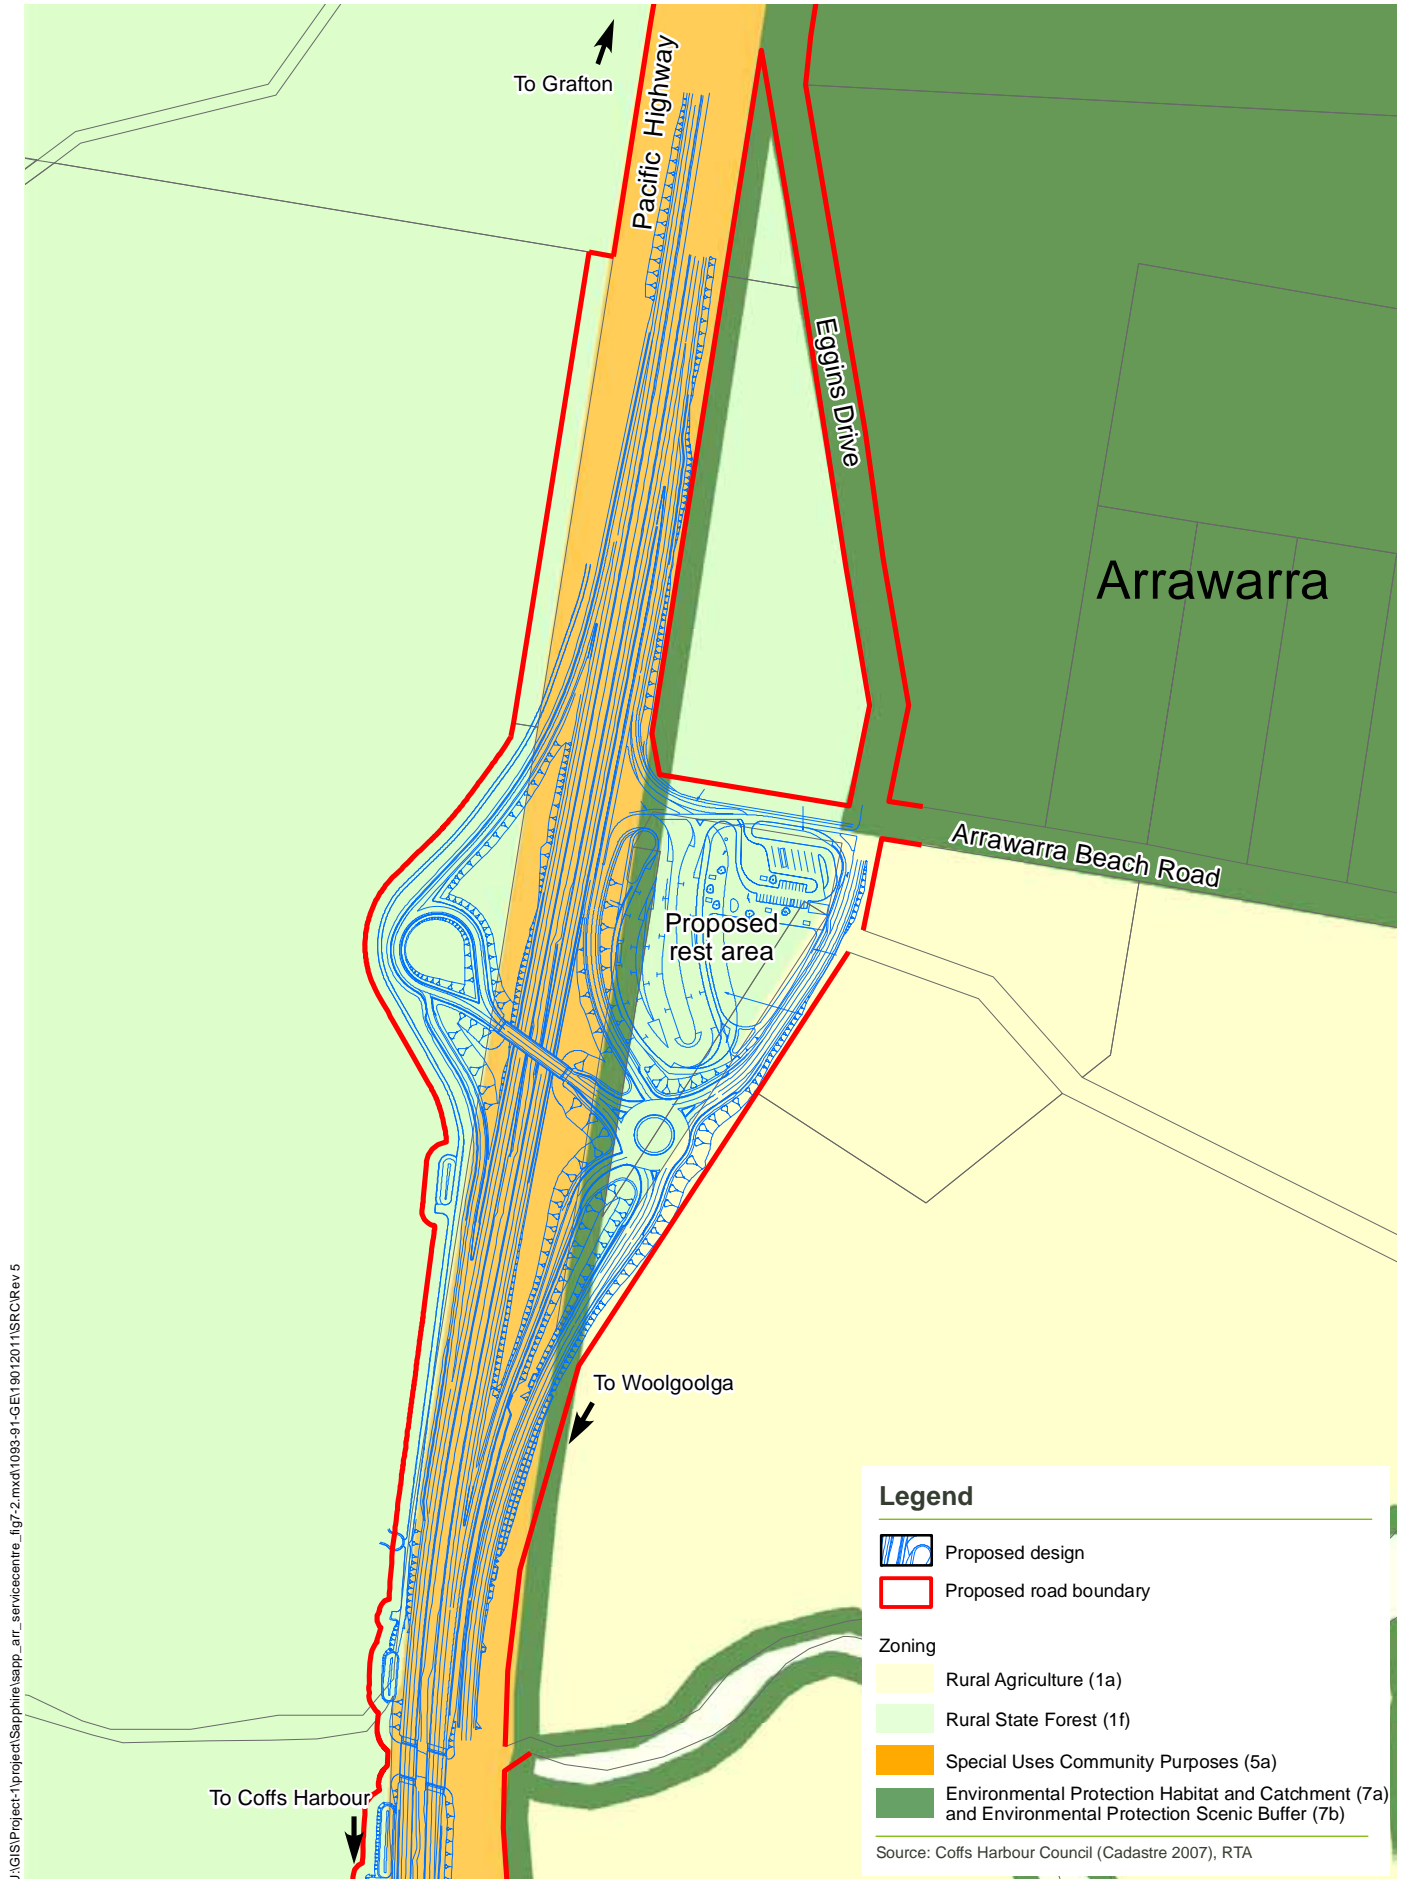 To Grafton
Pacific Highway
Eggins Drive
Arrawarra
Arrawarra Beach Road
Proposed
rest area
To Woolgoolga
To Coffs Harbour
Legend
Proposed design
Proposed road boundary
Zoning
Rural Agriculture (1a)
Rural State Forest (1f)
Special Uses Community Purposes (5a)
Environmental Protection Habitat and Catchment (7a)
and Environmental Protection Scenic Buffer (7b)
Source: Coffs Harbour Council (Cadastre 2007), RTA
J:\GIS\Project-1\project\Sapphire\sapp_arr_servicecentre_fig7-2.mxd\1093-91-GE\19012011\SRC\Rev 5